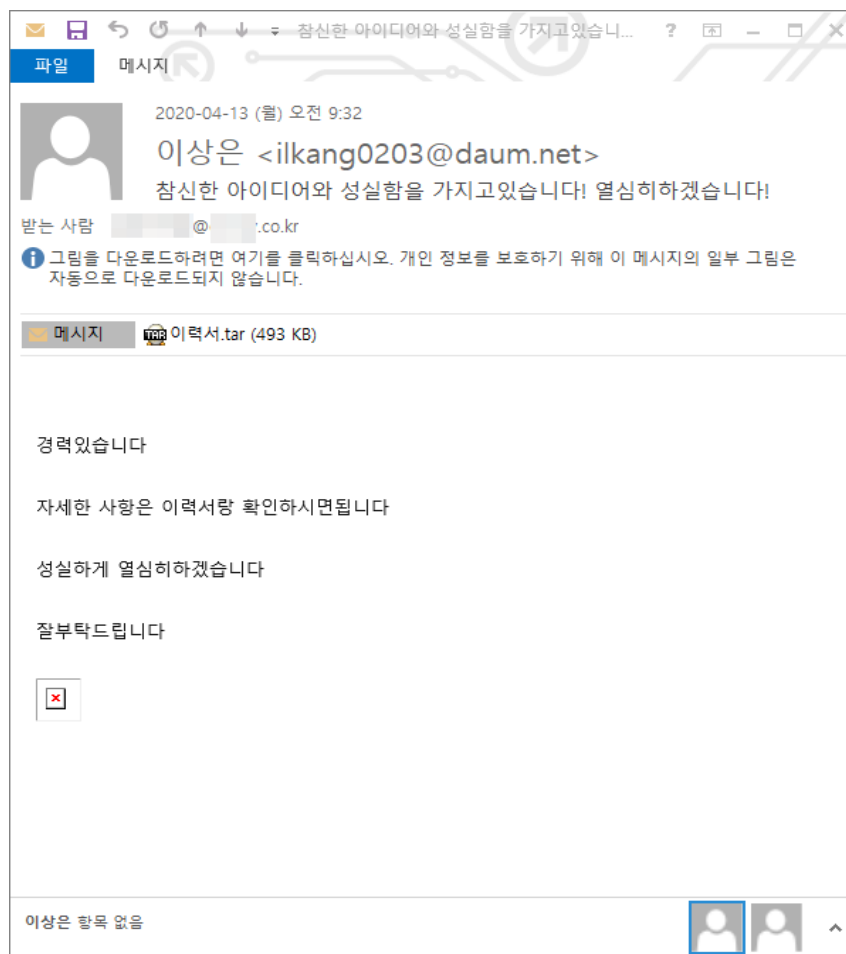 참신한 아이디어와 성실함을 가지고있습니...
파일 메시지
2020-04-13 (월) 오전 9:32
이상은 <ilkang0203@daum.net>
참신한 아이디어와 성실함을 가지고있습니다! 열심히하겠습니다!
받는 사람 @ .co.kr
그림을 다운로드하려면 여기를 클릭하십시오. 개인 정보를 보호하기 위해 이 메시지의 일부 그림은
자동으로 다운로드되지 않습니다.
메시지 TAR 이력서.tar (493 KB)
경력있습니다
자세한 사항은 이력서랑 확인하시면됩니다
성실하게 열심히하겠습니다
잘부탁드립니다
이상은 항목 없음